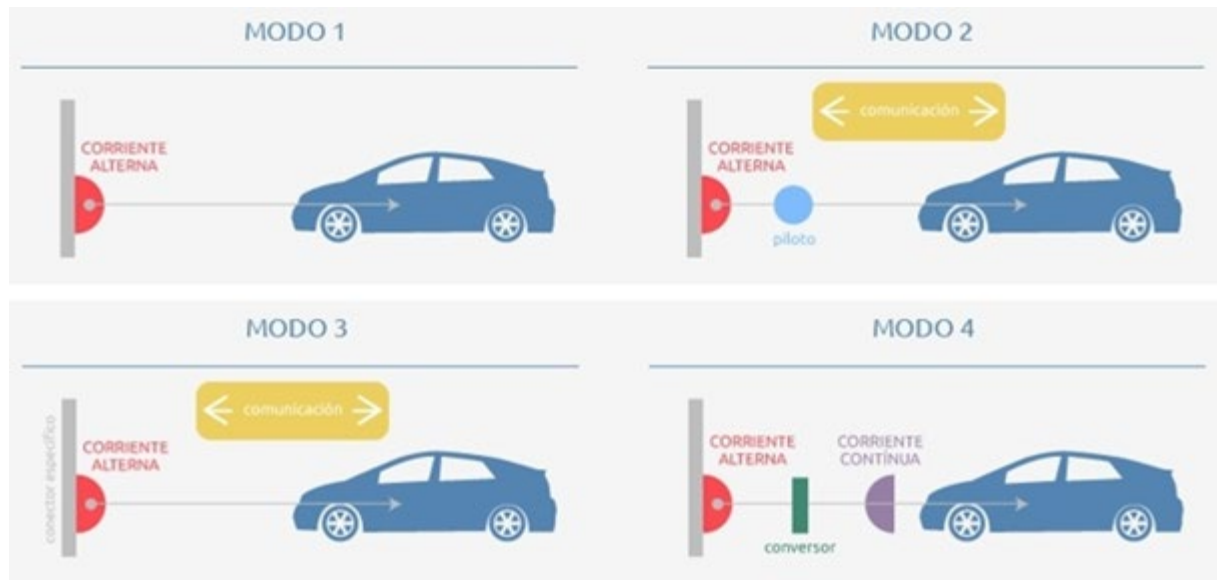 MODO 1
CORRIENTE
ALTERNA
MODO 2
comunicación
CORRIENTE
ALTERNA
piloto
MODO 3
comunicación
conector específico
CORRIENTE
ALTERNA
MODO 4
CORRIENTE
ALTERNA
CORRIENTE
CONTÍNUA
conversor